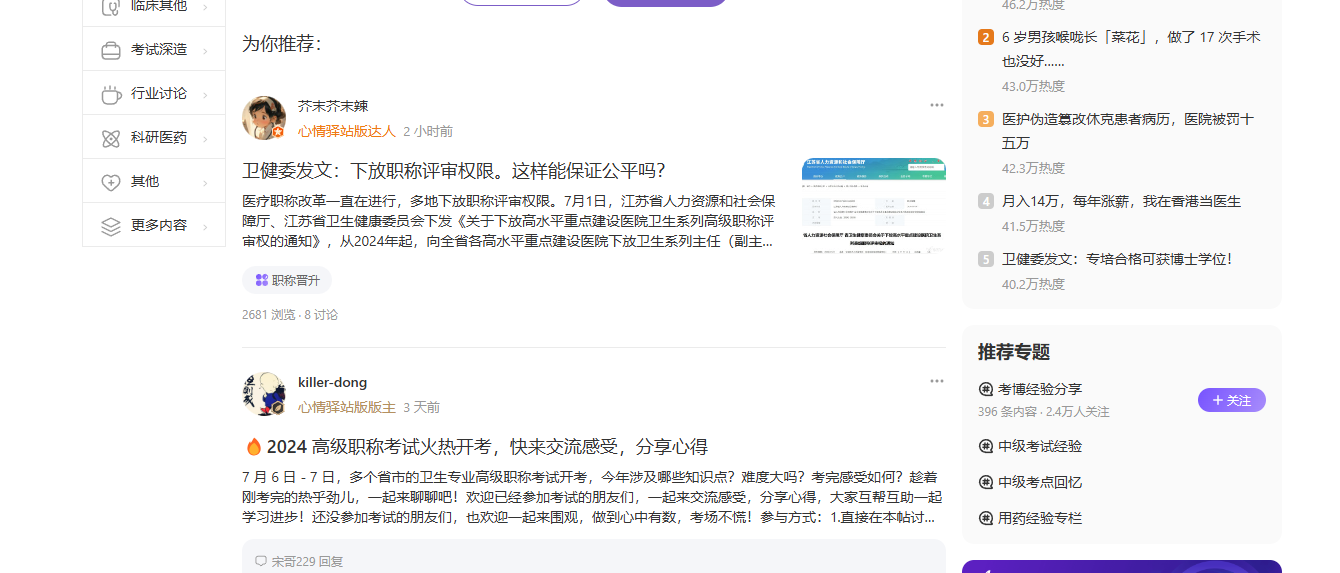 临床其他
考试深造
行业讨论
科研医药
其他
更多内容
为你推荐：
芥末芥末辣
心情驿站版达人 2 小时前
卫健委发文：下放职称评审权限。这样能保证公平吗？
医疗职称改革一直在进行，多地下放职称评审权限。7月1日，江苏省人力资源和社会保
障厅、江苏省卫生健康委员会下发《关于下放高水平重点建设医院卫生系列高级职称评
审权的通知》，从2024年起，向全省各高水平重点建设医院下放卫生系列主任（副主...
职称晋升
2681 浏览 · 8 讨论
killer-dong
心情驿站版版主 3 天前
2024 高级职称考试火热开考，快来交流感受，分享心得
7 月 6 日 - 7 日，多个省市的卫生专业高级职称考试开考，今年涉及哪些知识点？难度大吗？考完感受如何？趁着
刚考完的热乎劲儿，一起来聊聊吧！欢迎已经参加考试的朋友们，一起来交流感受，分享心得，大家互帮互助一起
学习进步！还没参加考试的朋友们，也欢迎一起来围观，做到心中有数，考场不慌！参与方式：1.直接在本帖讨...
宋哥229 回复
46.2万热度
2 6 岁男孩喉咙长「菜花」，做了 17 次手术
也没好......
43.0万热度
3 医护伪造篡改休克患者病历，医院被罚十
五万
42.3万热度
4 月入14万，每年涨薪，我在香港当医生
41.5万热度
5 卫健委发文：专培合格可获博士学位！
40.2万热度
推荐专题
考博经验分享
396 条内容 · 2.4万人关注
+ 关注
中级考试经验
中级考点回忆
用药经验专栏